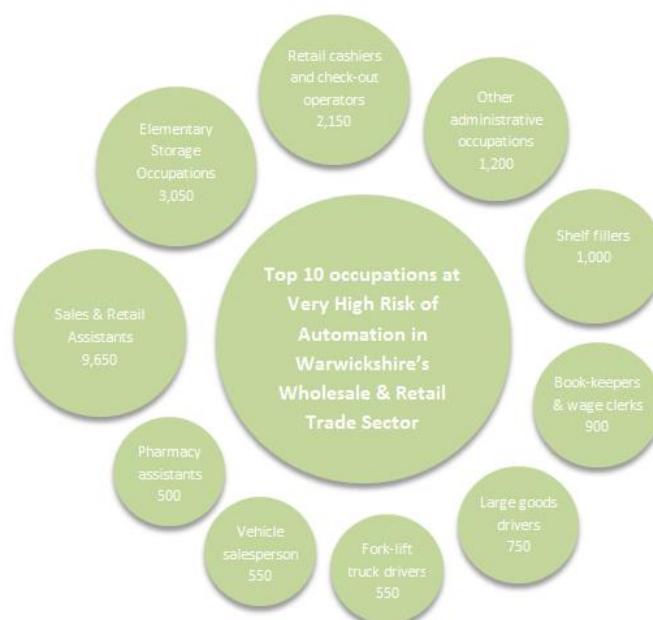 Top 10 occupations at
Very High Risk of
Automation in
Warwickshire's
Wholesale & Retail
Trade Sector
Sales & Retail
Assistants
9,650
Elementary
Storage
Occupations
3,050
Retail cashiers
and check-out
operators
2,150
Other
administrative
occupations
1,200
Shelf fillers
1,000
Book-keepers
& wage clerks
900
Large goods
drivers
750
Fork-lift
truck drivers
550
Vehicle
salesperson
550
Pharmacy
assistants
500